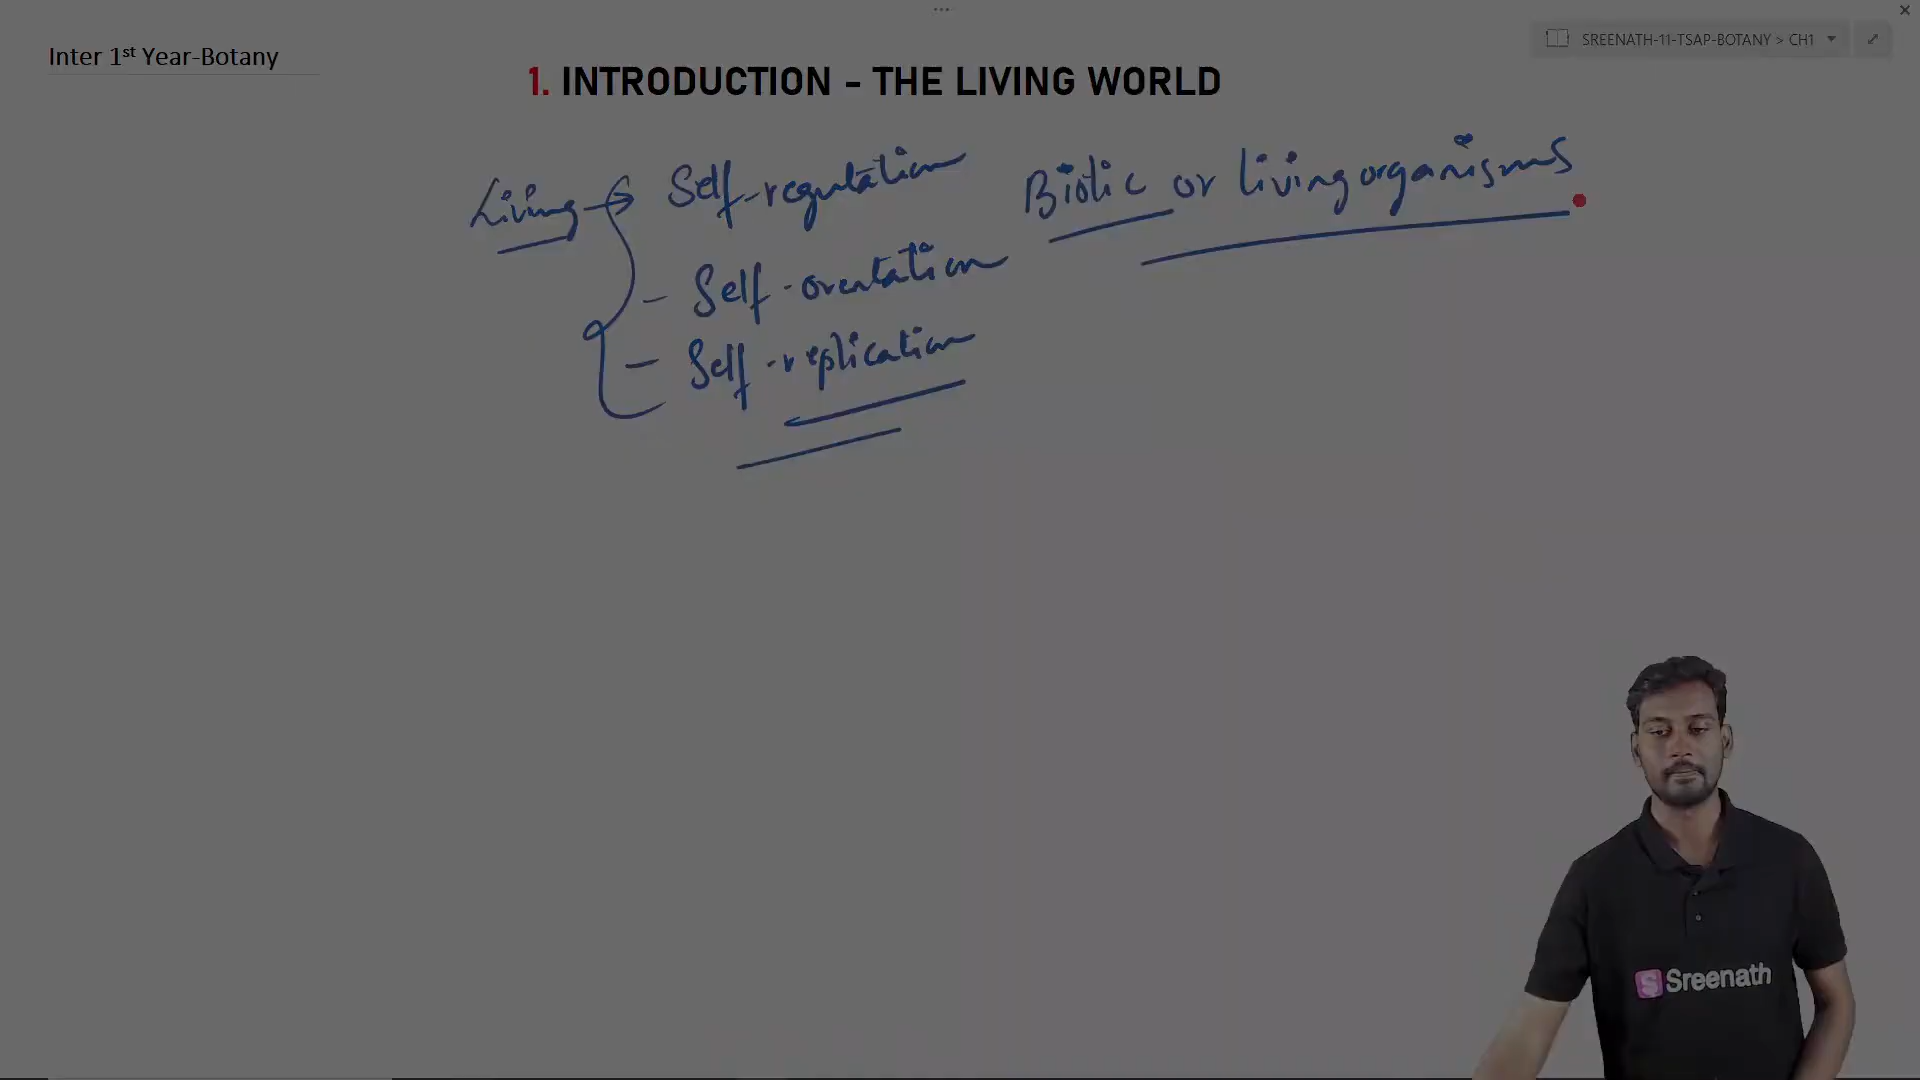 Inter 1st Year-Botany
SREENATH-11-TSAP-BOTANY > CH1
1. INTRODUCTION - THE LIVING WORLD
Living → Self-regulation
Biotic or living organisms
- Self-orentation
- Self-replication
Sreenath